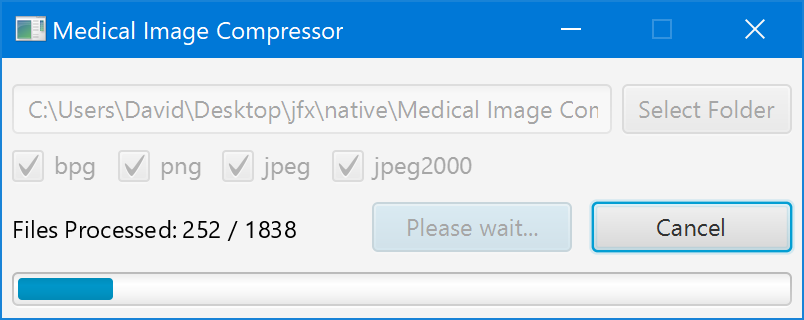 Medical Image Compressor
C:\Users\David\Desktop\jfx\native\Medical Image Con
Select Folder
bpg png jpeg jpeg2000
Files Processed: 252 / 1838
Please wait...
Cancel